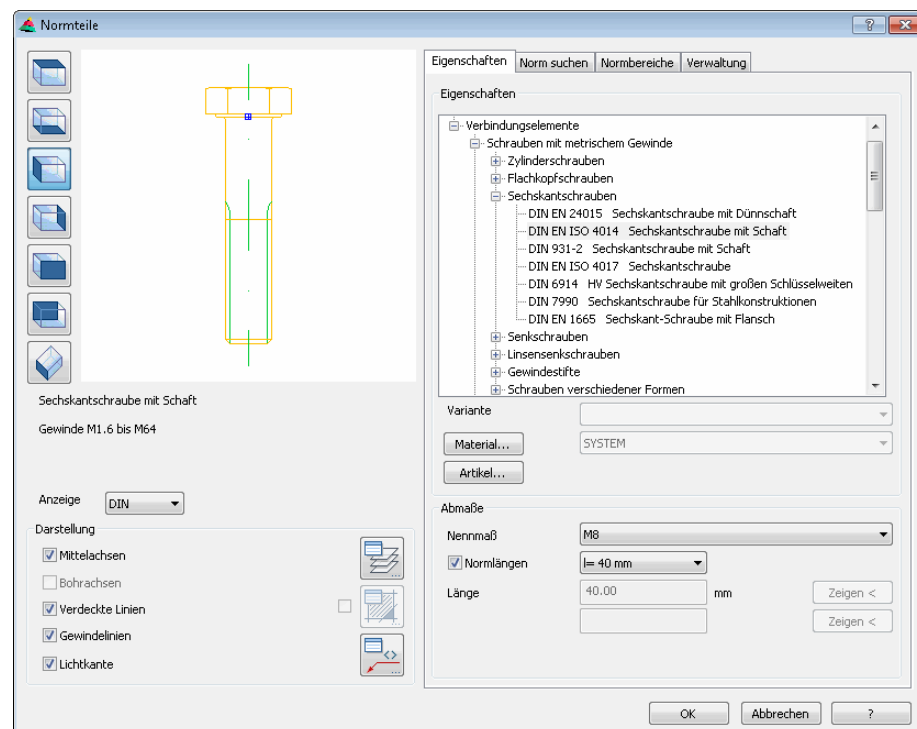 Normteile
Eigenschaften
Norm suchen
Normbereiche
Verwaltung
Eigenschaften
Verbindungselemente
Schrauben mit metrischem Gewinde
Zylinderschrauben
Flachkopfschrauben
Sechskantschrauben
DIN EN 24015 Sechskantschraube mit Dünnschaft
DIN EN ISO 4014 Sechskantschraube mit Schaft
DIN 931-2 Sechskantschraube mit Schaft
DIN EN ISO 4017 Sechskantschraube
DIN 6914 HV Sechskantschraube mit großen Schlüsselweiten
DIN 7990 Sechskantschraube für Stahlkonstruktionen
DIN EN 1665 Sechskant-Schraube mit Flansch
Senkschrauben
Linsensenkschrauben
Gewindestifte
Schrauben verschiedener Formen
Sechskantschraube mit Schaft
Gewinde M1.6 bis M64
Variante
Material...
SYSTEM
Artikel...
Anzeige
DIN
Darstellung
Mittelachsen
Bohrachsen
Verdeckte Linien
Gewindelinien
Lichtkante
Abmaße
Nennmaß
M8
Normlängen
l= 40 mm
Länge
40.00
mm
Zeigen <
Zeigen <
OK
Abbrechen
?